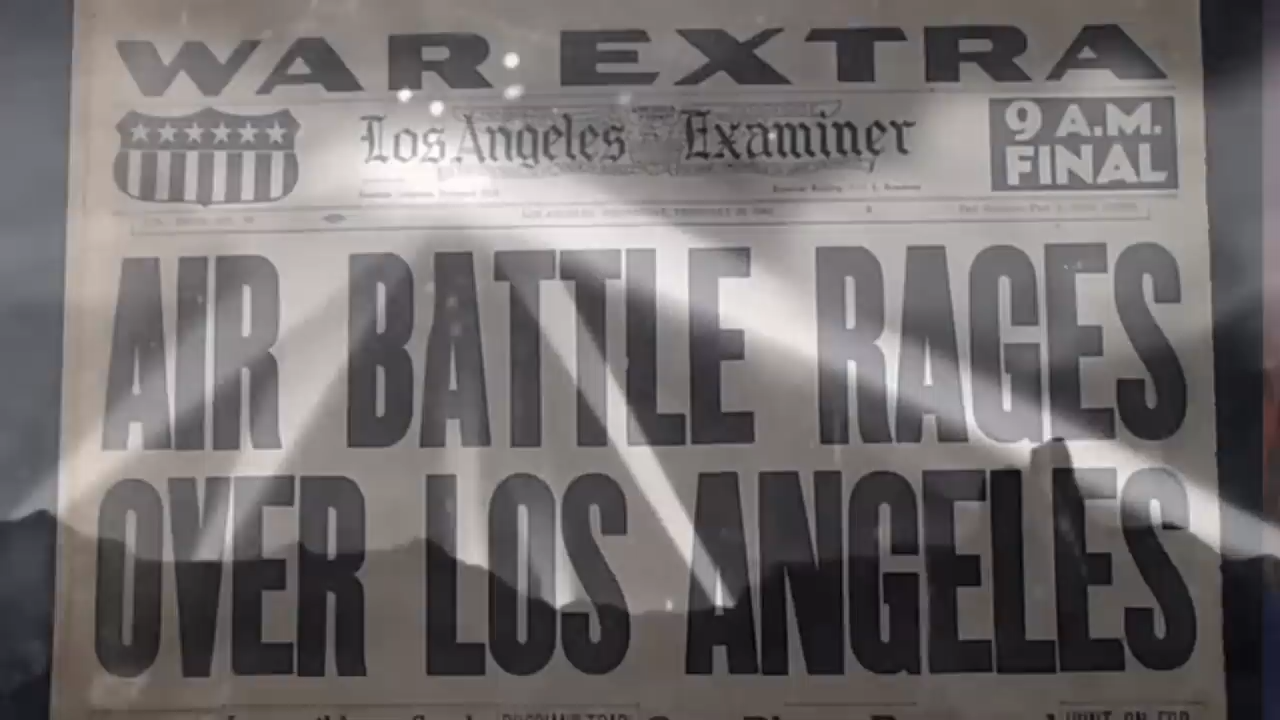 WAR EXTRA
Los Angeles Examiner
9 A.M.
FINAL
AIR BATTLE RAGES
OVER LOS ANGELES